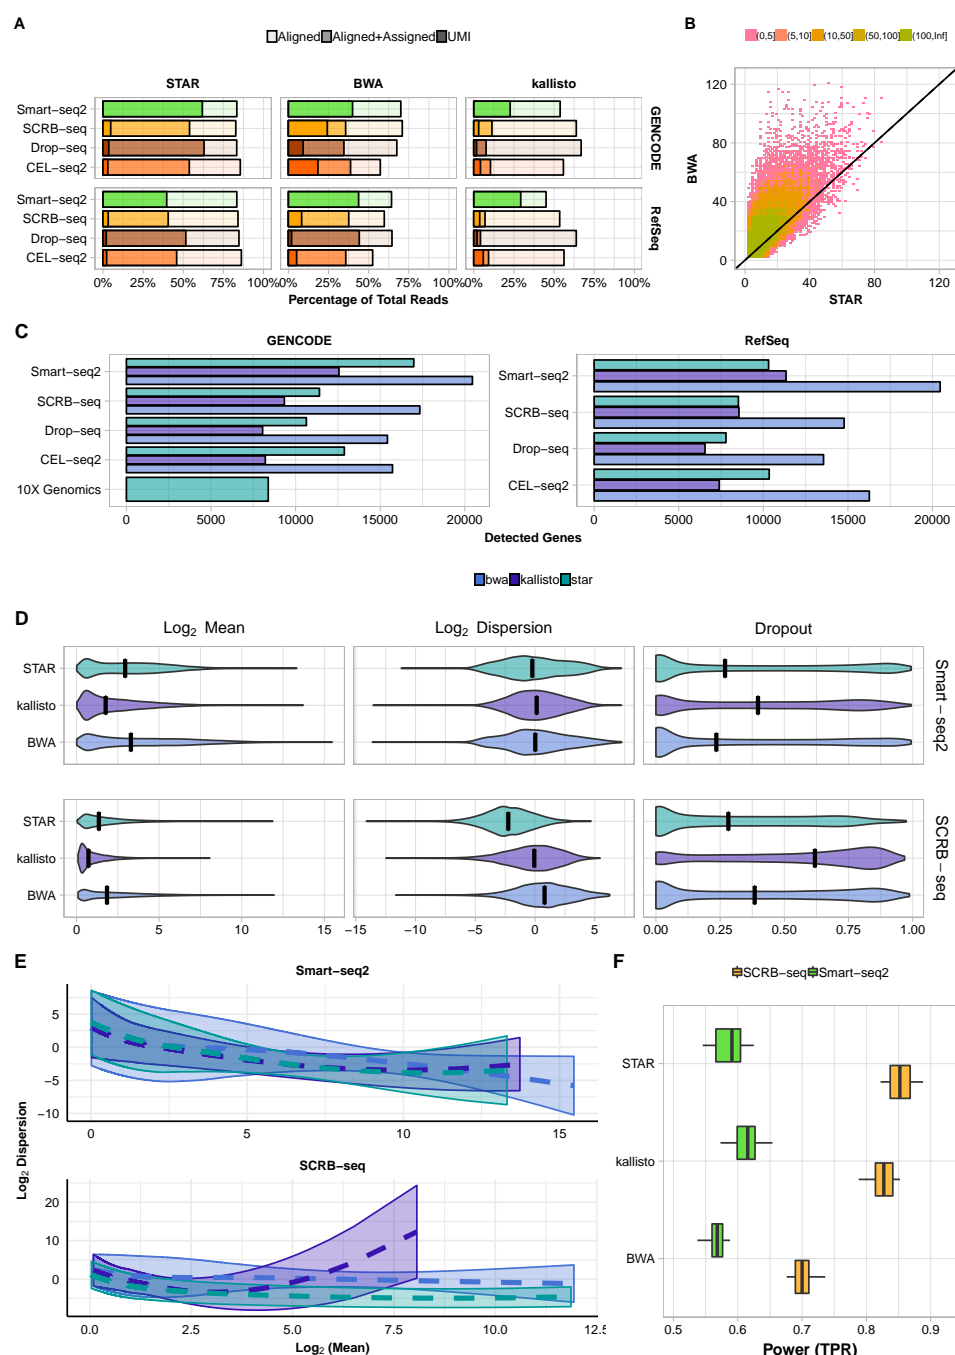 A
Aligned Aligned+Assigned UMI
STAR BWA kallisto
Smart-seq2
SCRB-seq
Drop-seq
CEL-seq2
GENCODE
Smart-seq2
SCRB-seq
Drop-seq
CEL-seq2
RefSeq
0% 25% 50% 75% 100% 0% 25% 50% 75% 100% 0% 25% 50% 75% 100%
Percentage of Total Reads
B
(0,5] (5,10] (10,50] (50,100] (100,Inf]
120
80
40
0
BWA
0 40 80 120
STAR
C
GENCODE
Smart-seq2
SCRB-seq
Drop-seq
CEL-seq2
10X Genomics
0 5000 10000 15000 20000
RefSeq
Smart-seq2
SCRB-seq
Drop-seq
CEL-seq2
0 5000 10000 15000 20000
Detected Genes
bwa kallisto star
D
Log2 Mean Log2 Dispersion Dropout
STAR
kallisto
BWA
Smart-seq2
STAR
kallisto
BWA
SCRB-seq
0 5 10 15 −15 −10 −5 0 5 0.00 0.25 0.50 0.75 1.00
E
Smart-seq2
5
0
−5
−10
0 5 10 15
Log2 Dispersion
SCRB-seq
20
10
0
0.0 2.5 5.0 7.5 10.0 12.5
Log2 (Mean)
F
SCRB-seq Smart-seq2
STAR
kallisto
BWA
0.5 0.6 0.7 0.8 0.9
Power (TPR)